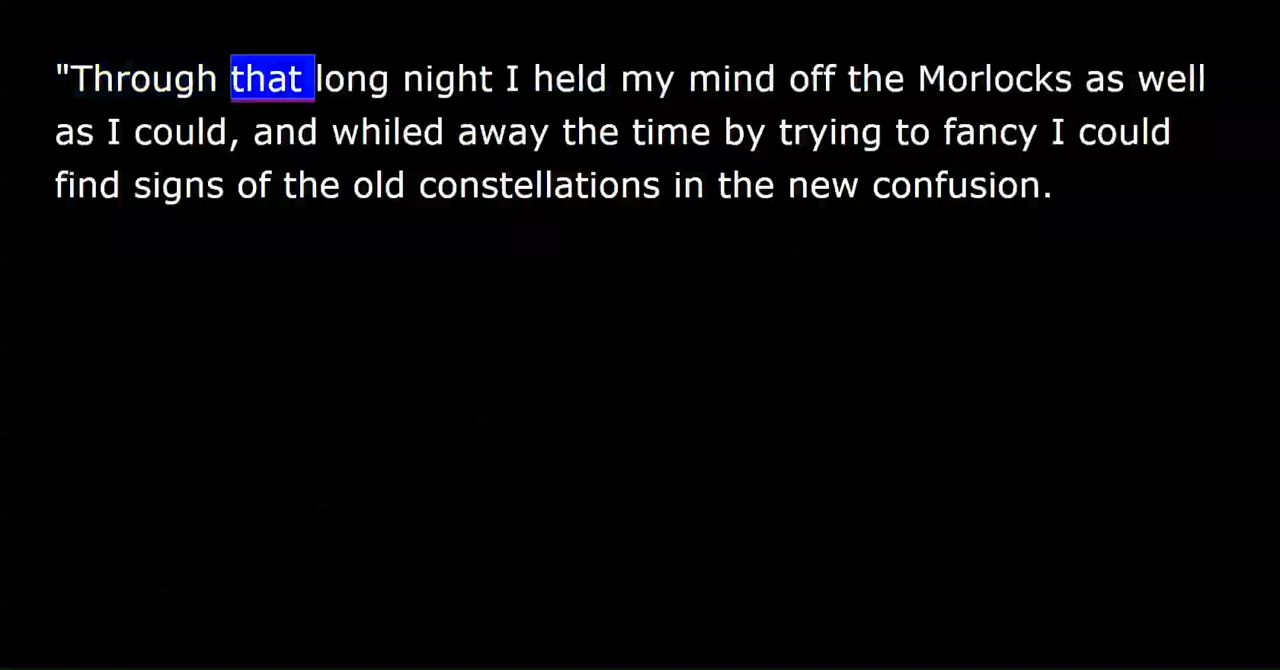 "Through that long night I held my mind off the Morlocks as well
as I could, and whiled away the time by trying to fancy I could
find signs of the old constellations in the new confusion.